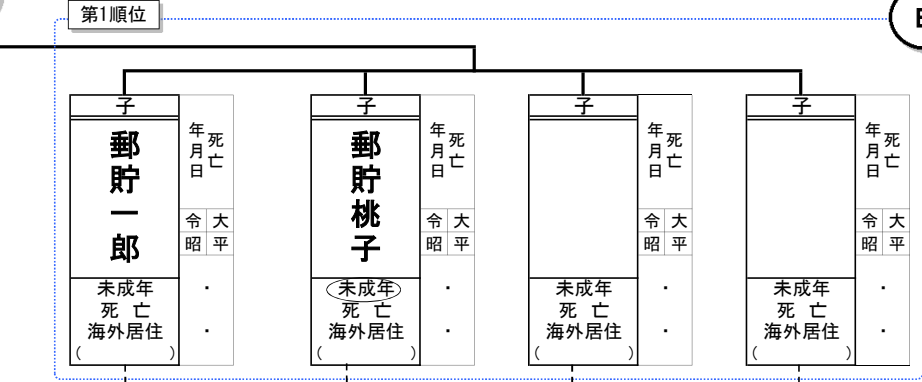 第1順位
子
郵貯一郎
死亡
年月日
令 大
昭 平
・
・
未成年
死 亡
海外居住
(　　　　)
子
郵貯桃子
死亡
年月日
令 大
昭 平
・
・
未成年
死 亡
海外居住
(　　　　)
子
死亡
年月日
令 大
昭 平
・
・
未成年
死 亡
海外居住
(　　　　)
子
死亡
年月日
令 大
昭 平
・
・
未成年
死 亡
海外居住
(　　　　)